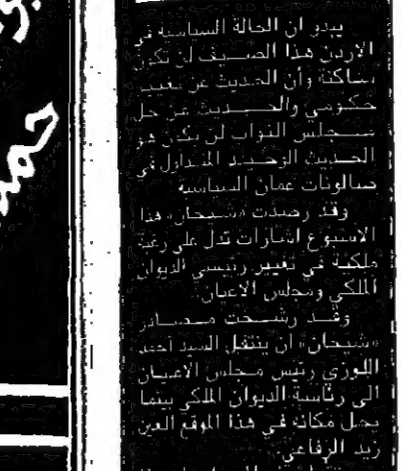 يبدو ان الحالة السياسية في
الاردن هذا الصيف لن تكون
ساكنة وأن الحديث عن تغيير
حكومي والحديث عن حل
مجلس النواب لن يكون هو
الحديث الوحيد المتداول في
صالونات عمان السياسية
وقد رصدت «شيحان» هذا
الاسبوع اشارات تدل على رغبة
ملكية في تغيير رئيسي الديوان
الملكي ومجلس الاعيان.
وقد رشحت مصادر
«شيحان» أن ينتقل السيد احمد
اللوزي رئيس مجلس الاعيان
الى رئاسة الديوان الملكي بينما
يحل مكانه في هذا الموقع العين
زيد الرفاعي.